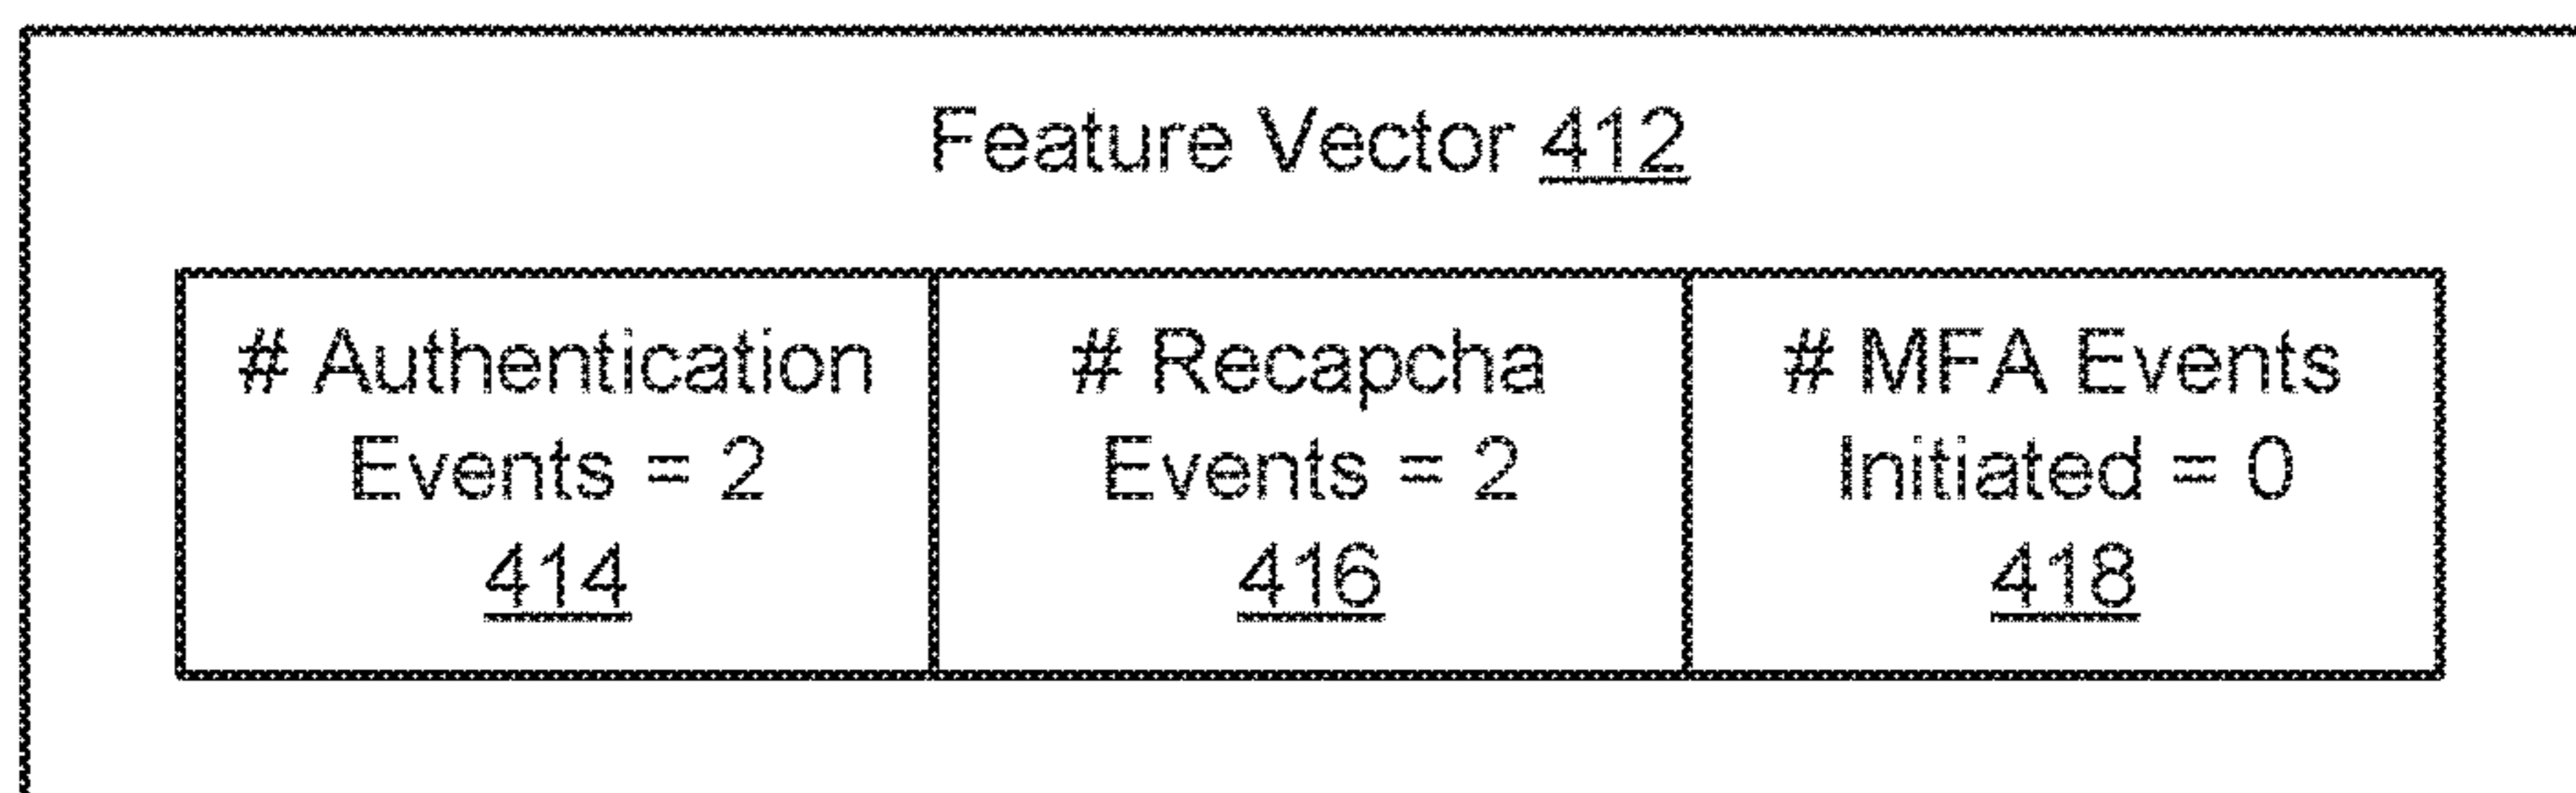 Feature Vector 412
# Authentication
Events = 2
414
# Recapcha
Events = 2
416
# MFA Events
Initiated = 0
418